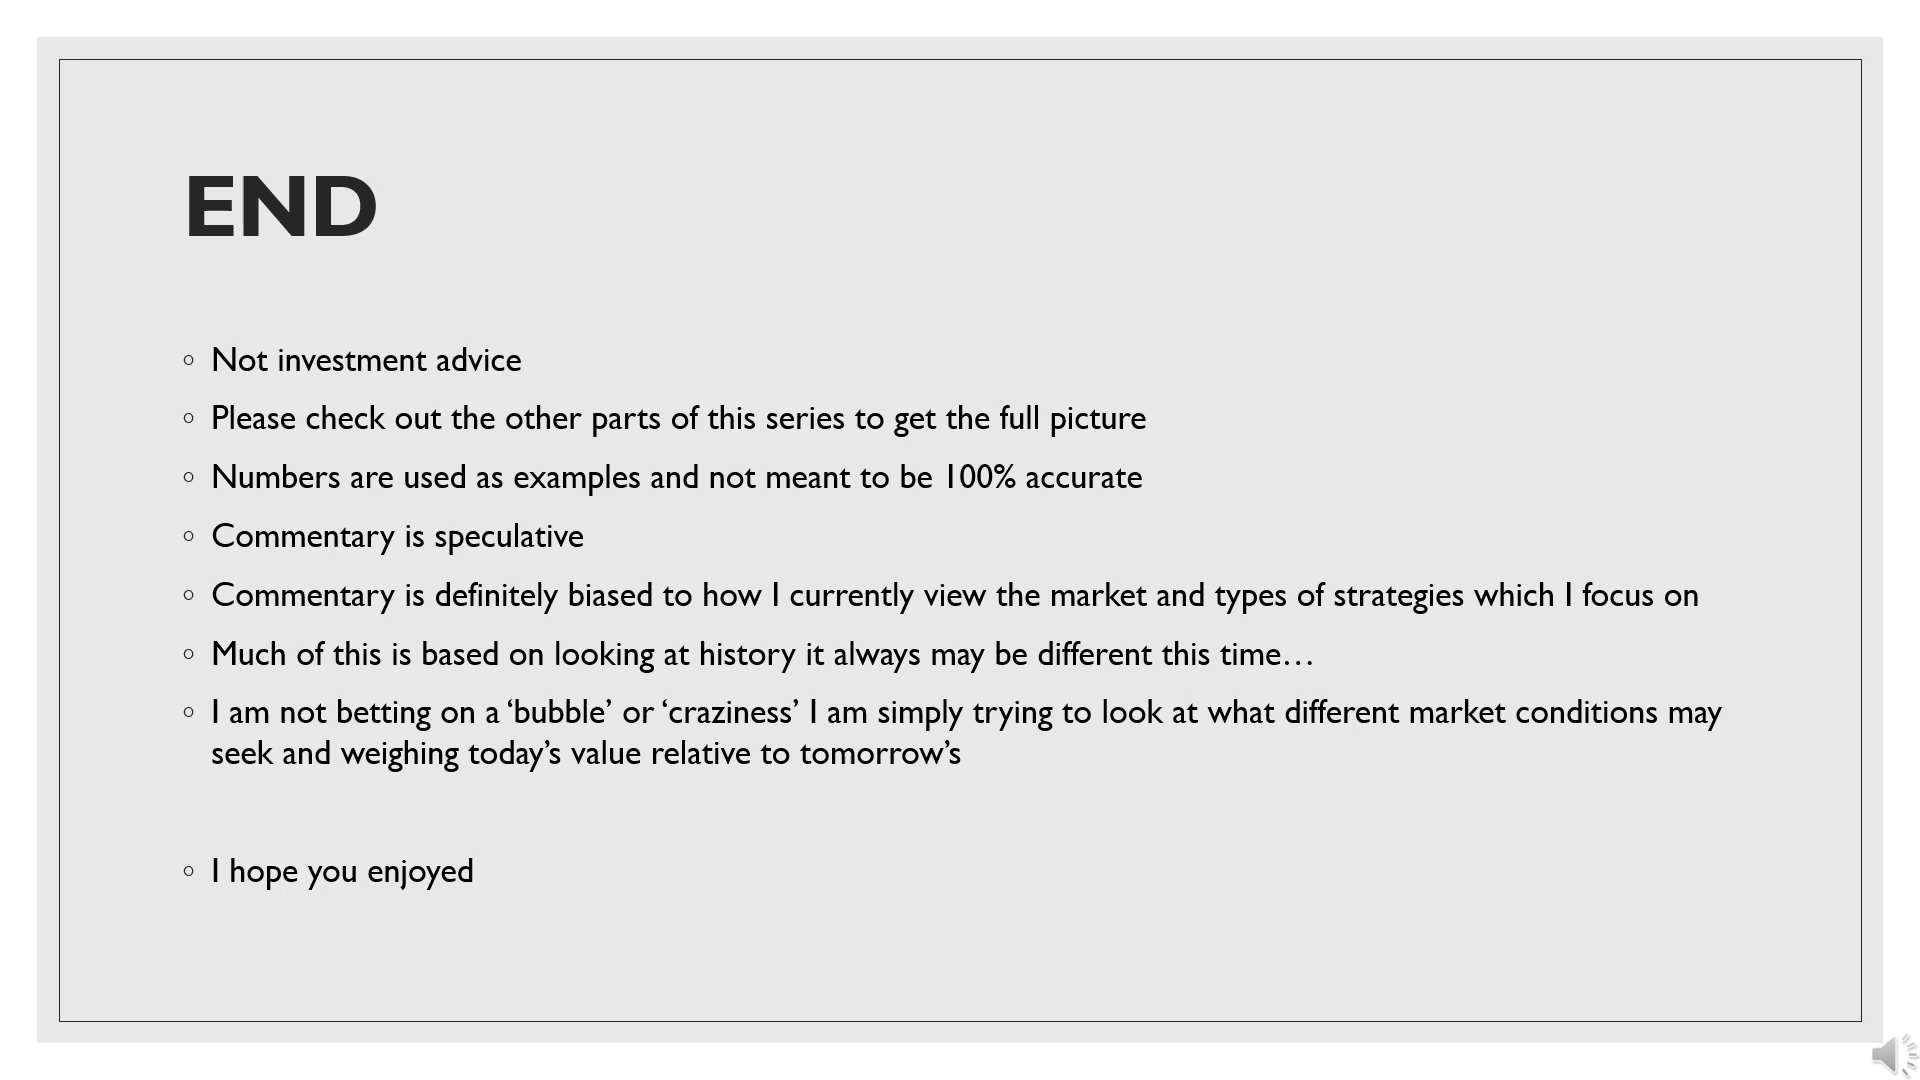 END
◦ Not investment advice
◦ Please check out the other parts of this series to get the full picture
◦ Numbers are used as examples and not meant to be 100% accurate
◦ Commentary is speculative
◦ Commentary is definitely biased to how I currently view the market and types of strategies which I focus on
◦ Much of this is based on looking at history it always may be different this time…
◦ I am not betting on a ‘bubble’ or ‘craziness’ I am simply trying to look at what different market conditions may
seek and weighing today’s value relative to tomorrow’s
◦ I hope you enjoyed